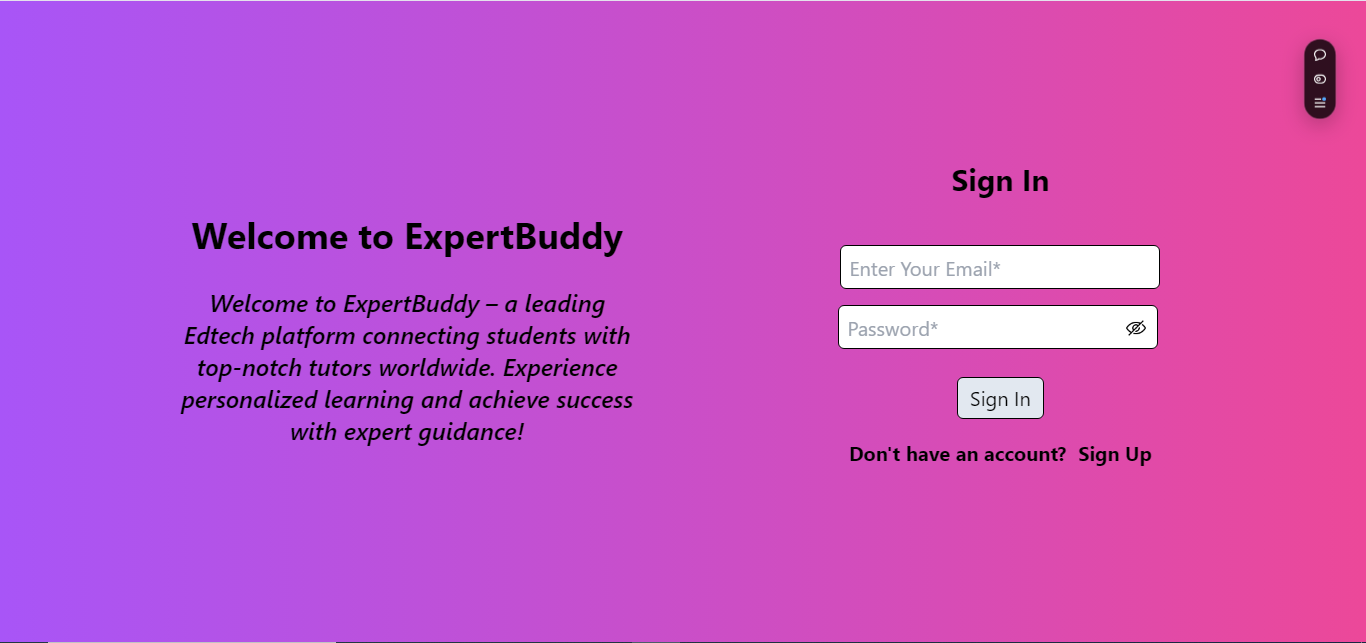 Welcome to ExpertBuddy
Welcome to ExpertBuddy – a leading
Edtech platform connecting students with
top-notch tutors worldwide. Experience
personalized learning and achieve success
with expert guidance!
Sign In
Enter Your Email*
Password*
Sign In
Don't have an account? Sign Up